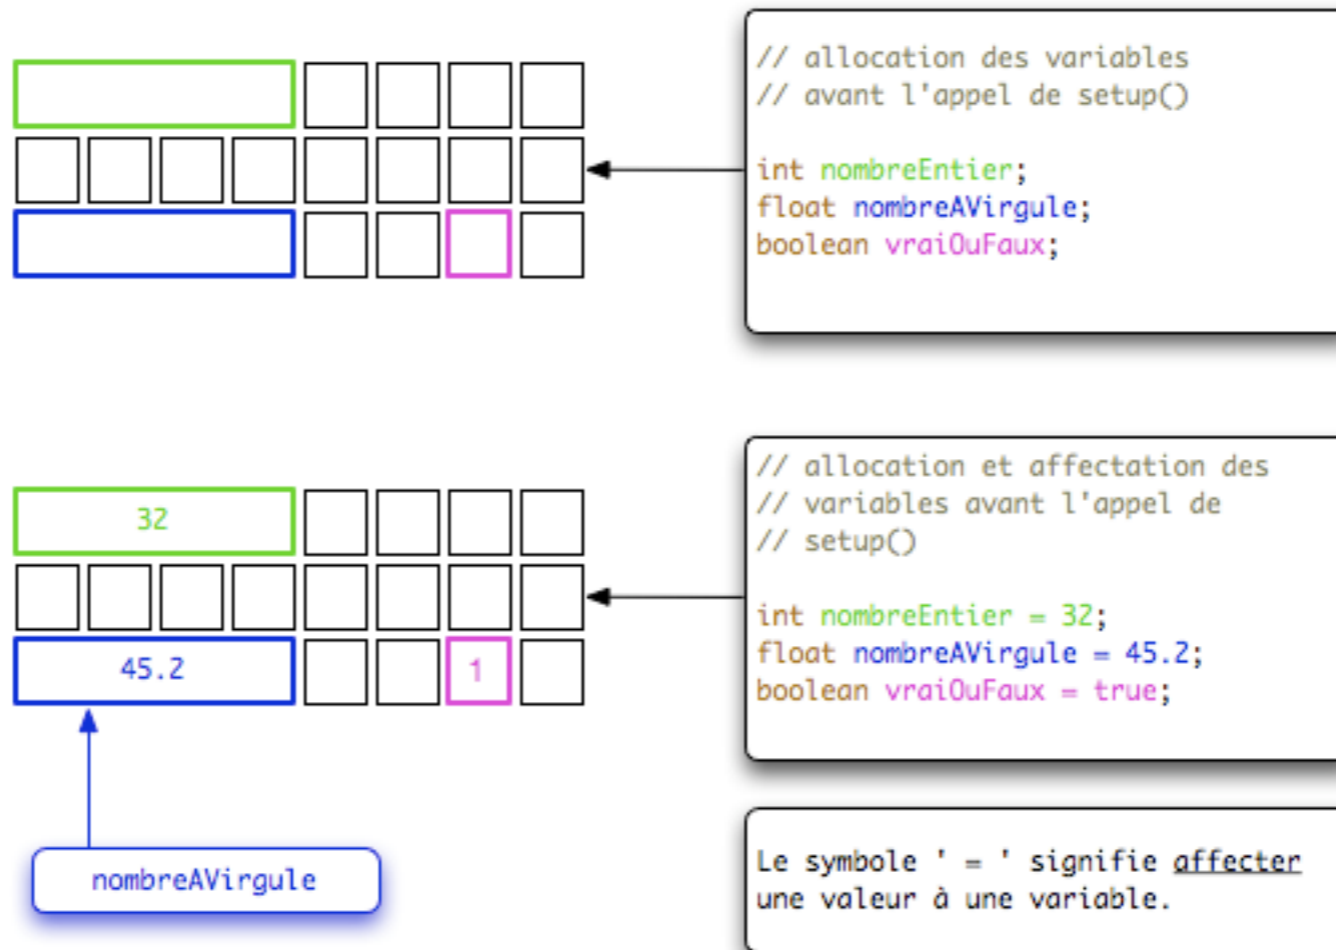 // allocation des variables
// avant l'appel de setup()
int nombreEntier;
float nombreAVirgule;
boolean vraiOuFaux;
// allocation et affectation des
// variables avant l'appel de
// setup()
32
int nombreEntier = 32;
float nombreAVirgule = 45.2;
boolean vraiOuFaux = true;
45.2
1
nombreAVirgule
Le symbole ' = ' signifie affecter
une valeur à une variable.